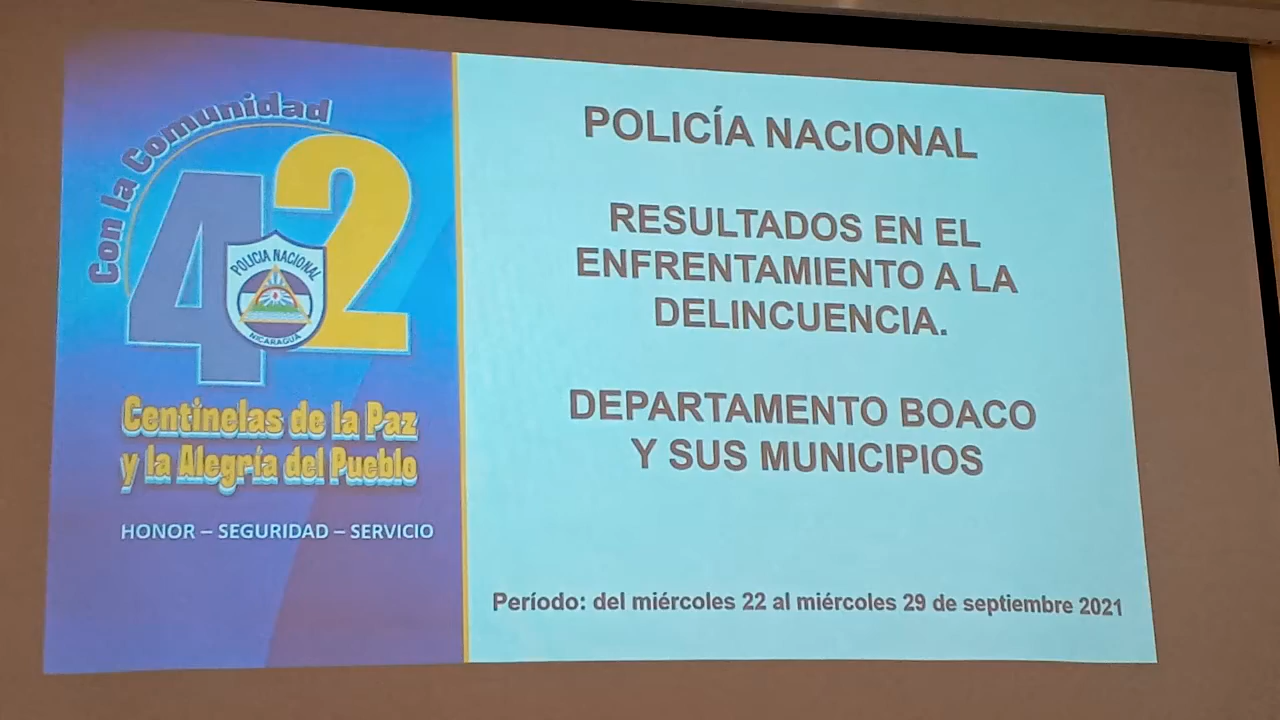 Con la Comunidad
42
POLICIA NACIONAL
NICARAGUA
Centinelas de la Paz
y la Alegría del Pueblo
HONOR – SEGURIDAD – SERVICIO
POLICÍA NACIONAL
RESULTADOS EN EL
ENFRENTAMIENTO A LA
DELINCUENCIA.
DEPARTAMENTO BOACO
Y SUS MUNICIPIOS
Período: del miércoles 22 al miércoles 29 de septiembre 2021